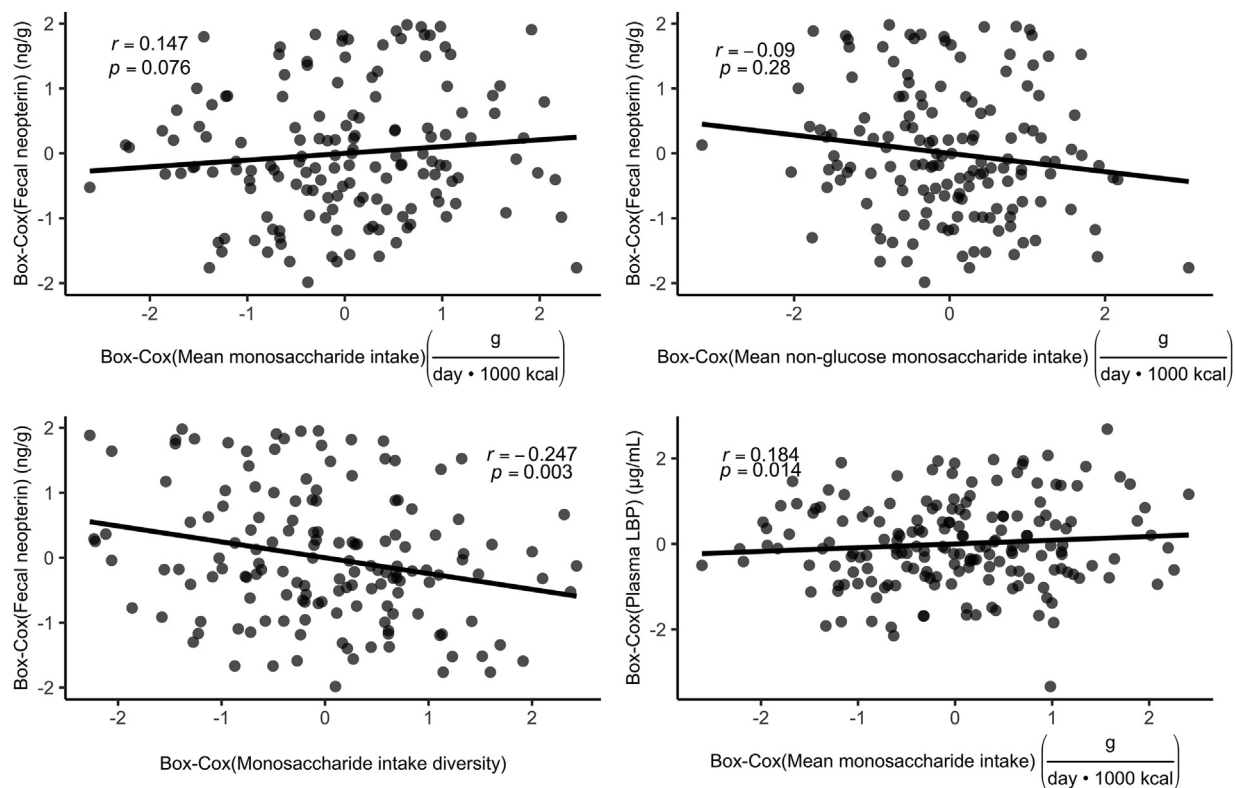 Box-Cox(Fecal neopterin) (ng/g)
2
1
0
-1
-2
r = 0.147
p = 0.076
-2
-1
0
1
2
Box-Cox(Mean monosaccharide intake) (g / day • 1000 kcal)
Box-Cox(Fecal neopterin) (ng/g)
2
1
0
-1
-2
r = −0.09
p = 0.28
-2
0
2
Box-Cox(Mean non-glucose monosaccharide intake) (g / day • 1000 kcal)
Box-Cox(Fecal neopterin) (ng/g)
2
1
0
-1
-2
r = −0.247
p = 0.003
-2
-1
0
1
2
Box-Cox(Monosaccharide intake diversity)
Box-Cox(Plasma LBP) (µg/mL)
2
0
-2
r = 0.184
p = 0.014
-2
-1
0
1
2
Box-Cox(Mean monosaccharide intake) (g / day • 1000 kcal)